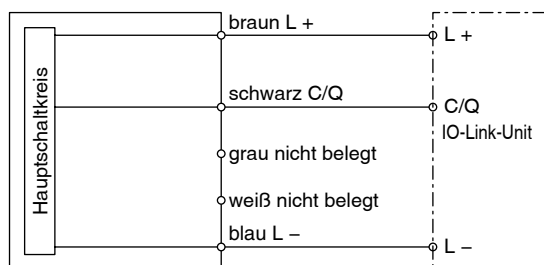 braun L +
L +
Hauptschaltkreis
schwarz C/Q
C/Q
IO-Link-Unit
grau nicht belegt
weiß nicht belegt
blau L −
L −